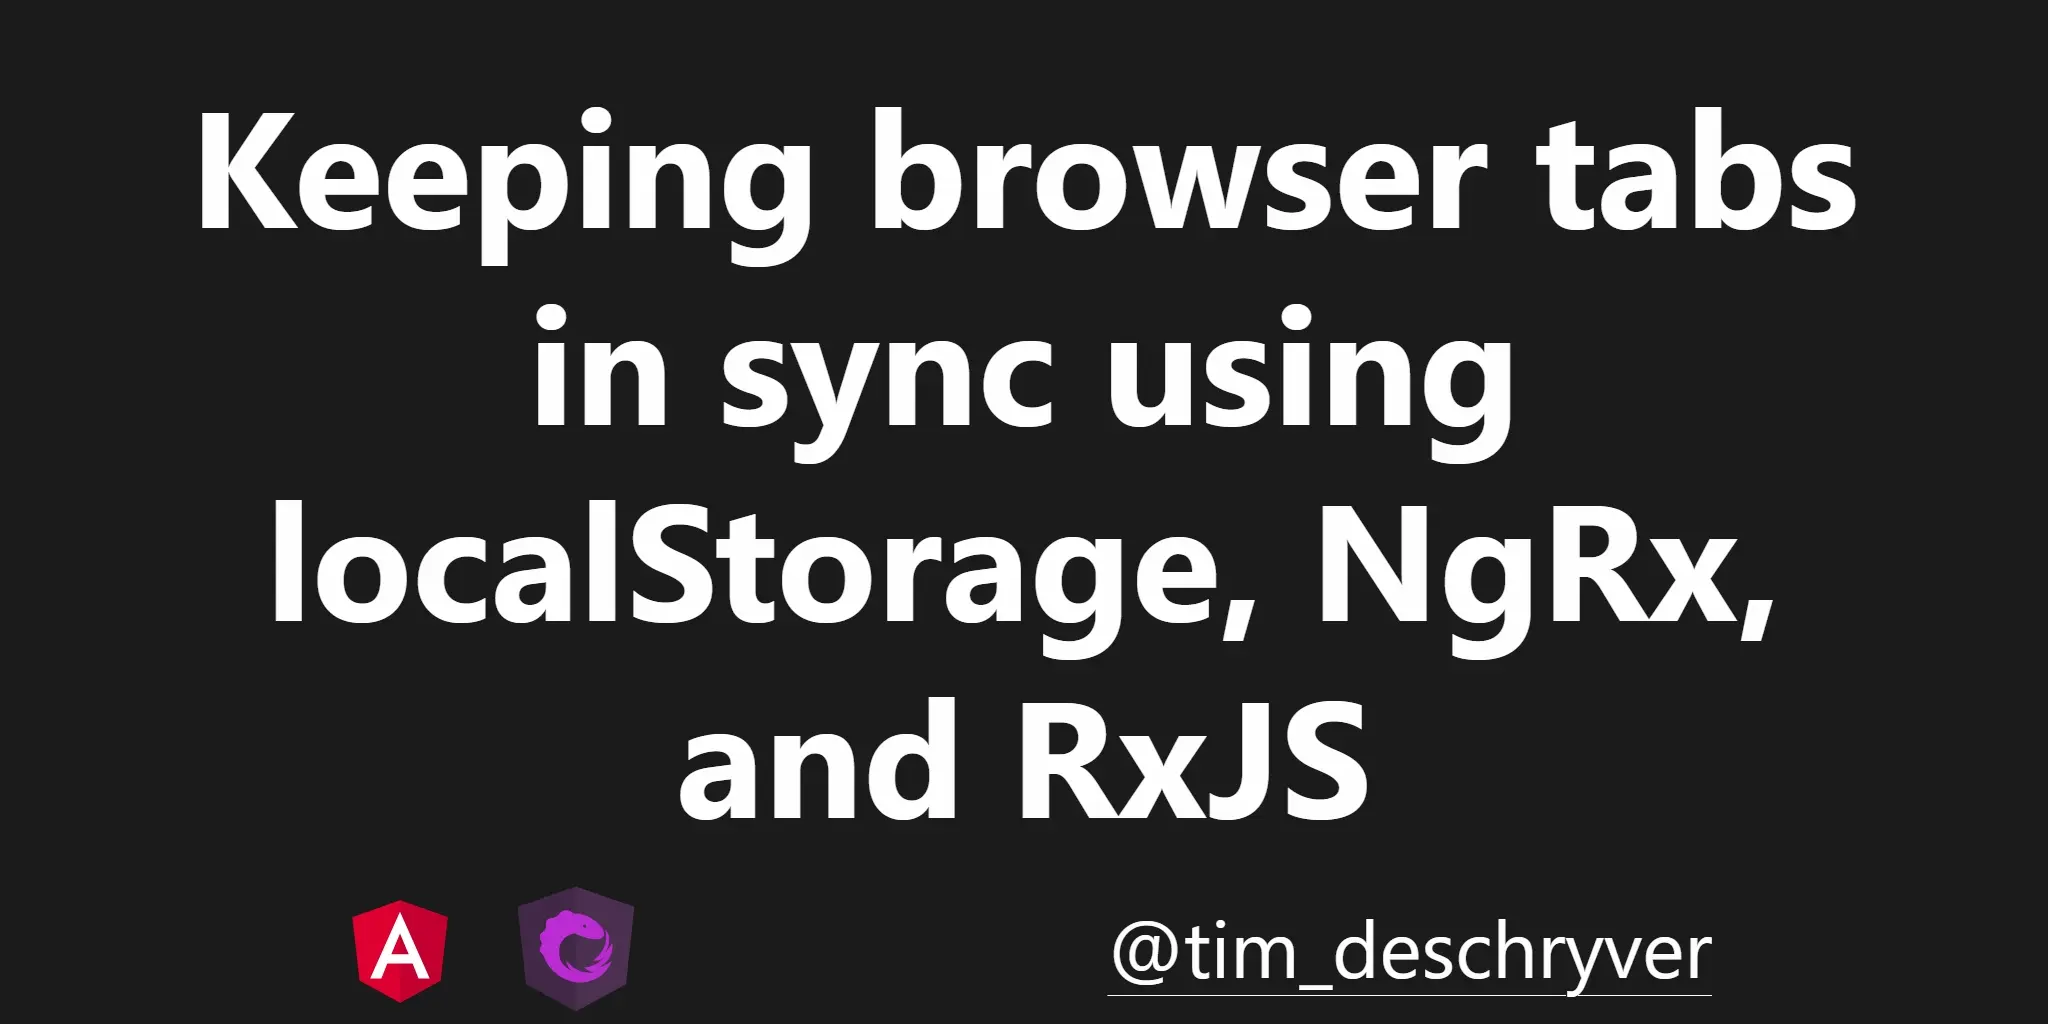 Keeping browser tabs
in sync using
localStorage, NgRx,
and RxJS
A
@tim_deschryver